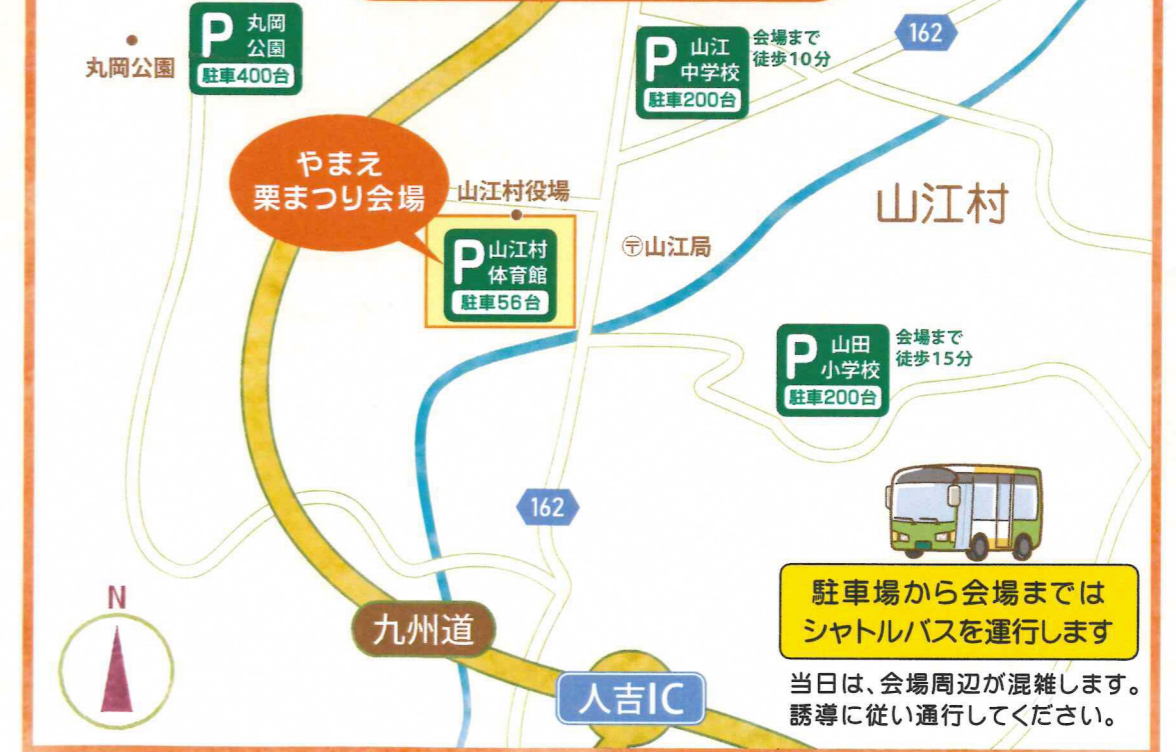 丸岡公園
P
丸岡
公園
駐車400台
P
山江
中学校
駐車200台
会場まで
徒歩10分
162
やまえ
栗まつり会場
山江村役場
P
山江村
体育館
駐車56台
〒山江局
山江村
P
山田
小学校
駐車200台
会場まで
徒歩15分
162
N
九州道
人吉IC
駐車場から会場までは
シャトルバスを運行します
当日は、会場周辺が混雑します。
誘導に従い通行してください。